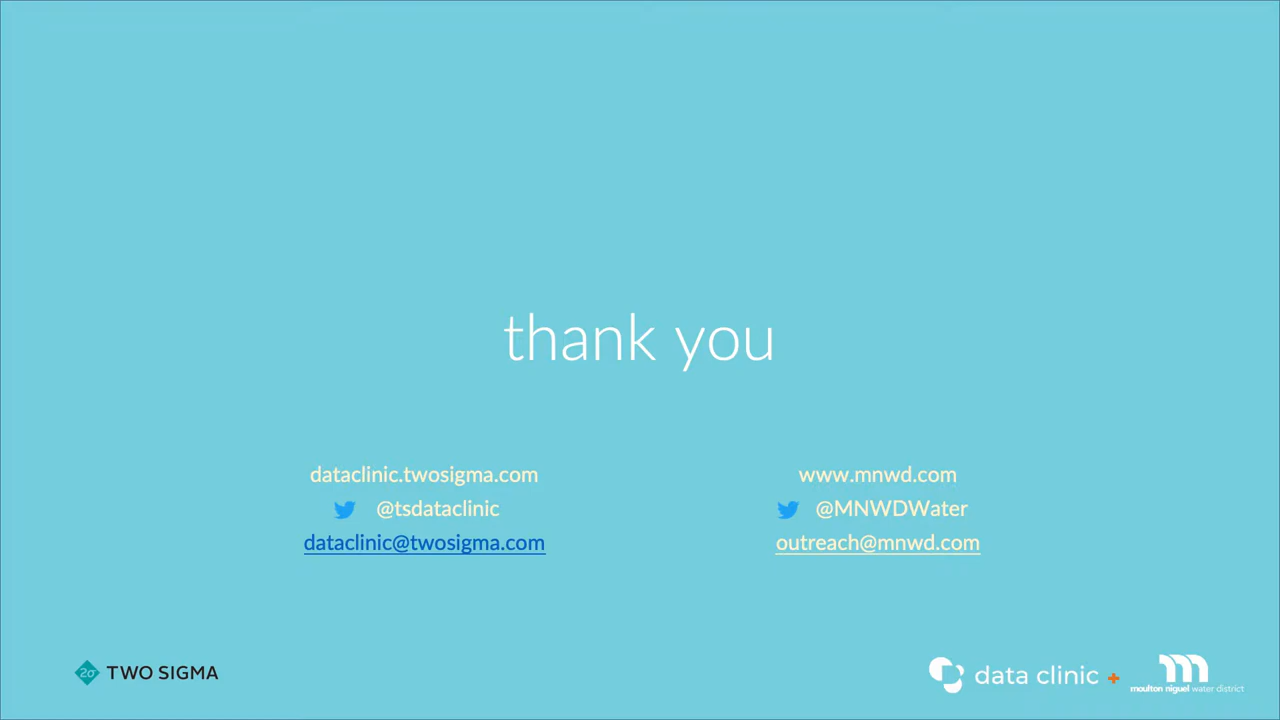 thank you
dataclinic.twosigma.com
@tsdataclinic
dataclinic@twosigma.com
www.mnwd.com
@MNWDWater
outreach@mnwd.com
2σ TWO SIGMA
data clinic +
m
moulton niguel water district